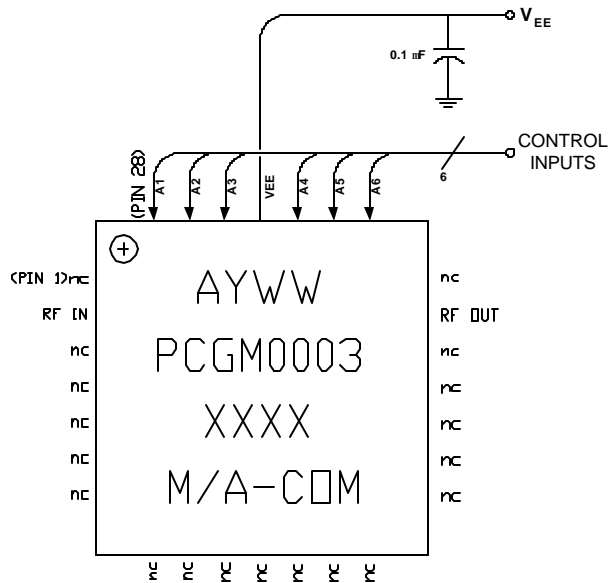 V EE
0.1 mF
CONTROL
INPUTS
6
(PIN 28)
A1
A2
A3
VEE
A4
A5
A6
(PIN 1)nc
RF IN
nc
nc
nc
nc
nc
AYWW
PCGM0003
XXXX
M/A-COM
nc
RF OUT
nc
nc
nc
nc
nc
nc
nc
nc
nc
nc
nc
nc